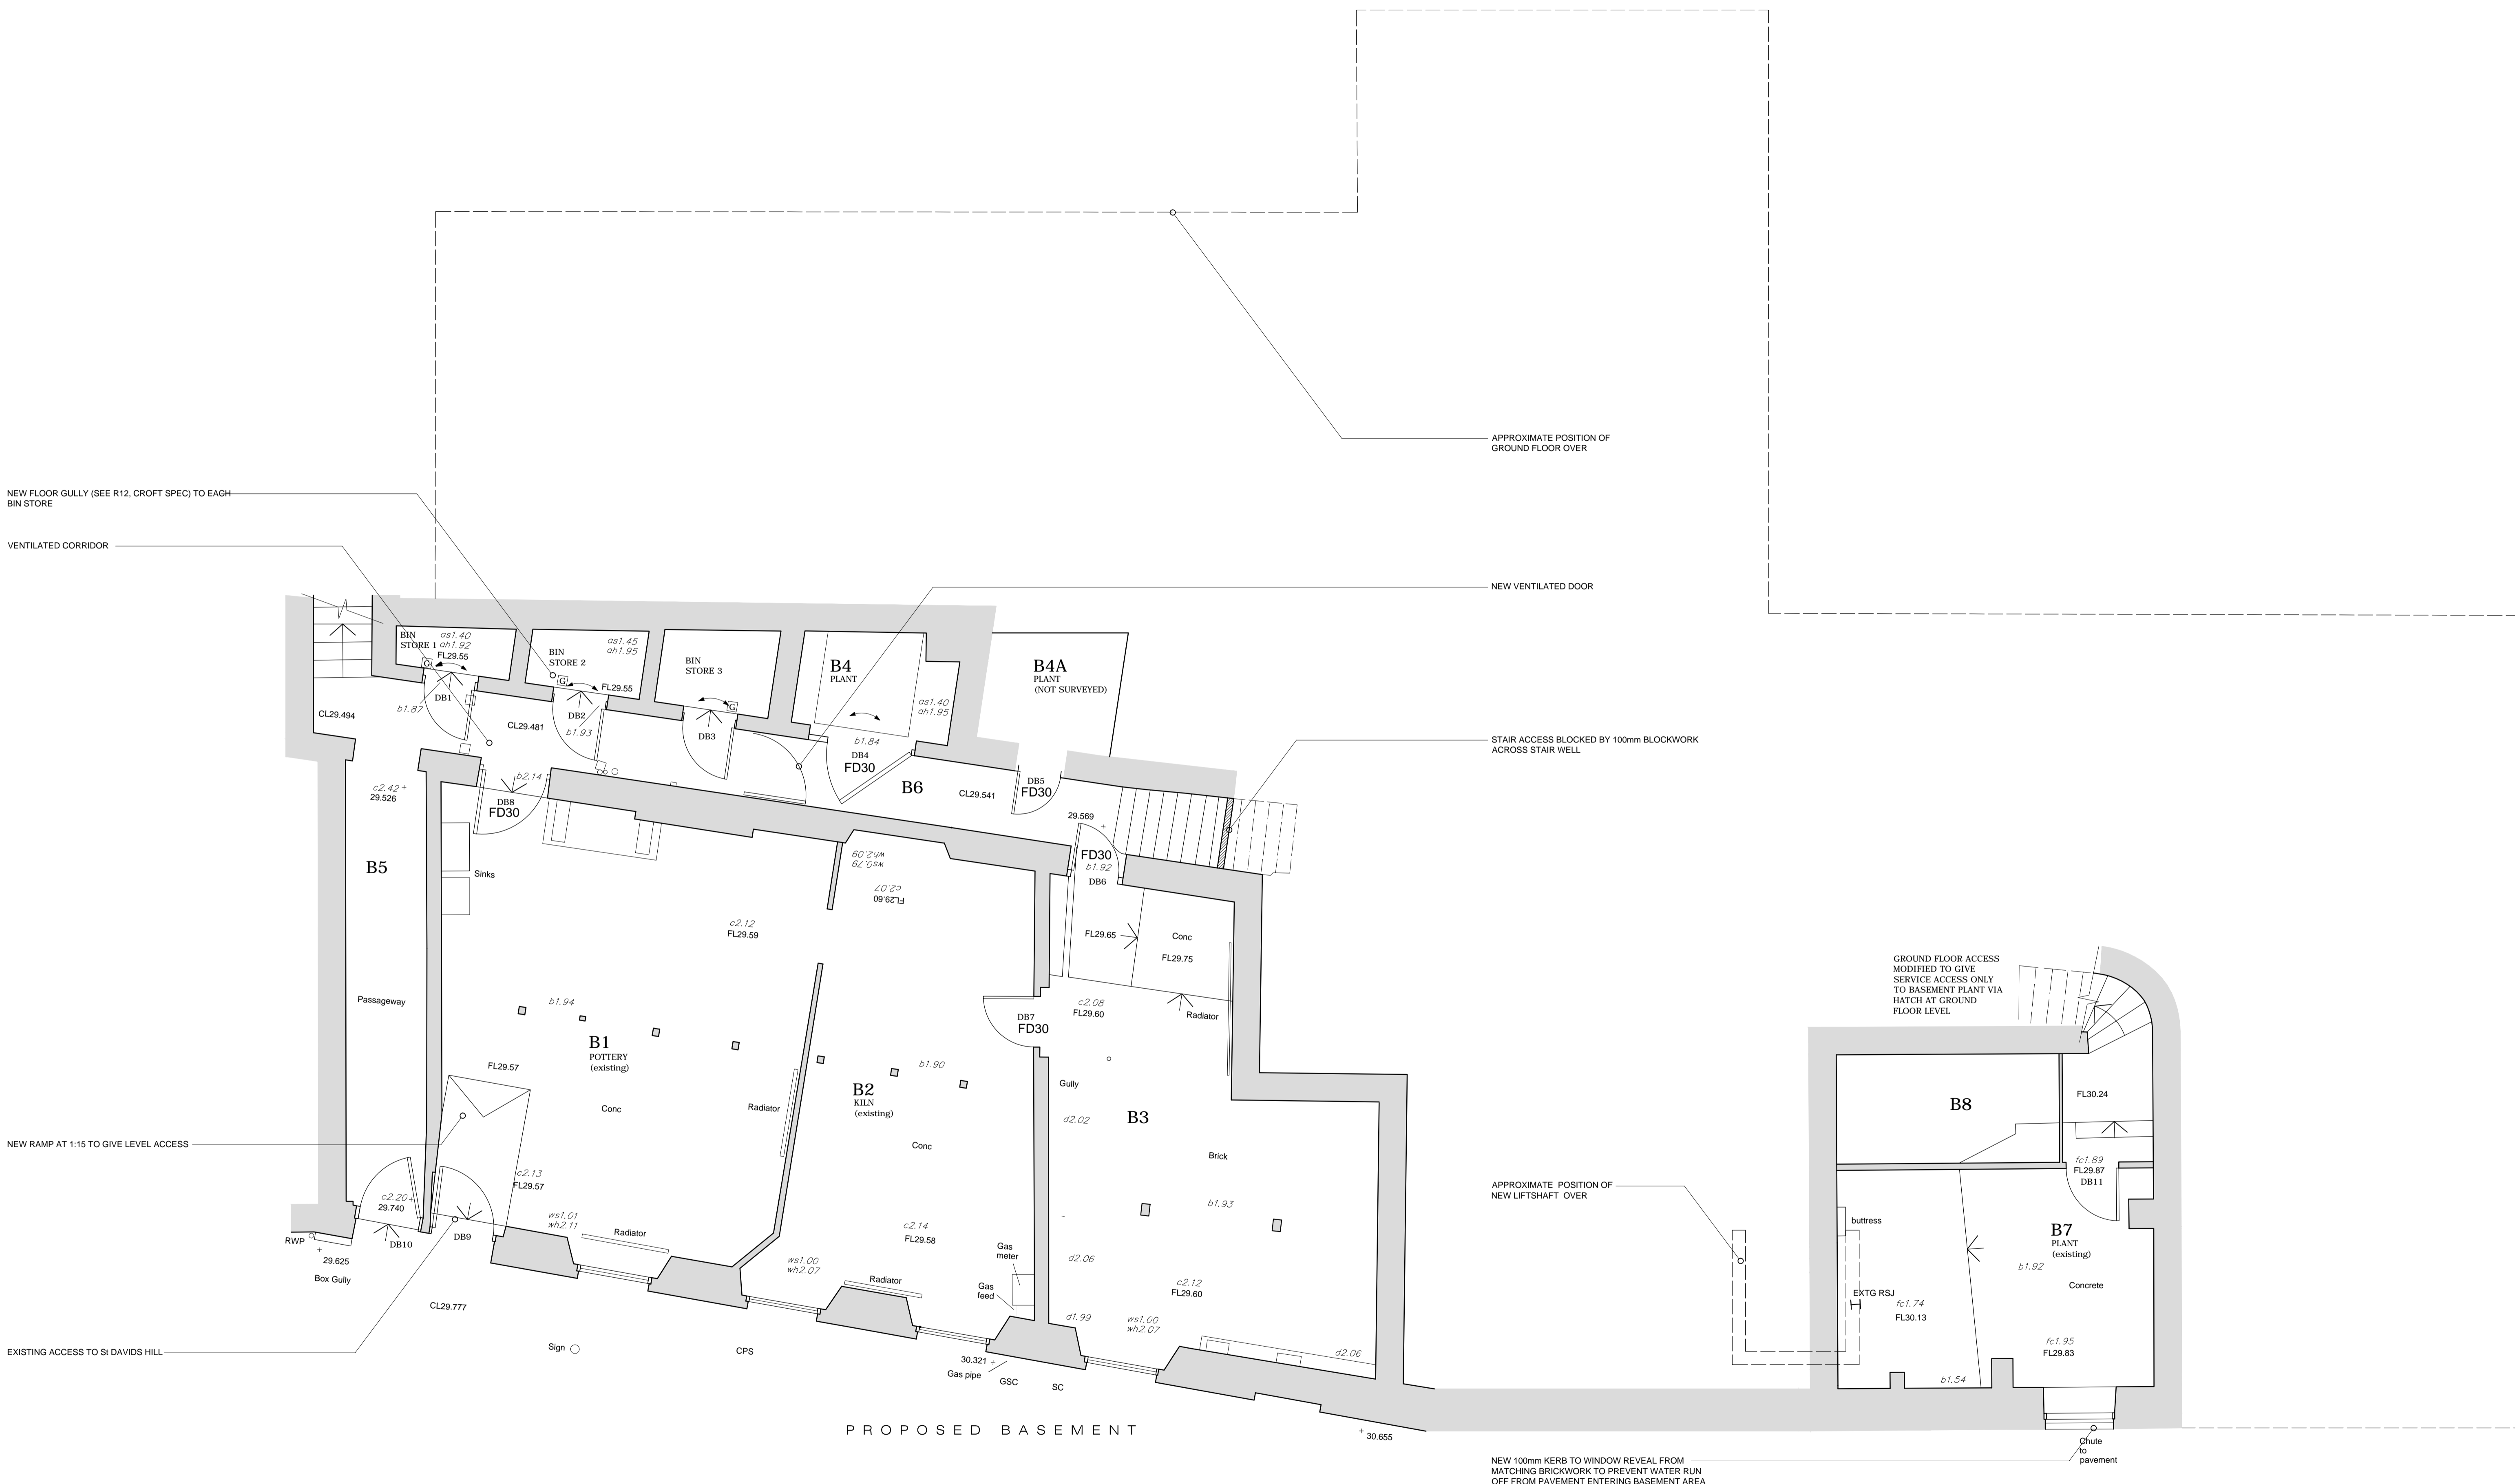 APPROXIMATE POSITION OF
GROUND FLOOR OVER
NEW FLOOR GULLY (SEE R12, CROFT SPEC) TO EACH
BIN STORE
VENTILATED CORRIDOR
NEW VENTILATED DOOR
BIN
STORE 1
as1.40
ah1.92
FL29.55
G
DB1
b1.87
CL29.494
BIN
STORE 2
as1.45
ah1.95
G
FL29.55
DB2
b1.93
CL29.481
BIN
STORE 3
G
DB3
B4
PLANT
as1.40
ah1.95
b1.84
DB4
FD30
B4A
PLANT
(NOT SURVEYED)
STAIR ACCESS BLOCKED BY 100mm BLOCKWORK
ACROSS STAIR WELL
B6
CL29.541
DB5
FD30
29.569
c2.42
29.526
b2.14
DB8
FD30
B5
Sinks
wh2.09
ws0.79
c2.07
FL29.60
FD30
b1.92
DB6
c2.12
FL29.59
FL29.65
Conc
FL29.75
Passageway
b1.94
B1
POTTERY
(existing)
FL29.57
Conc
Radiator
B2
KILN
(existing)
b1.90
Conc
DB7
FD30
c2.08
FL29.60
Radiator
Gully
d2.02
B3
Brick
b1.93
GROUND FLOOR ACCESS
MODIFIED TO GIVE
SERVICE ACCESS ONLY
TO BASEMENT PLANT VIA
HATCH AT GROUND
FLOOR LEVEL
B8
FL30.24
NEW RAMP AT 1:15 TO GIVE LEVEL ACCESS
c2.13
FL29.57
c2.20
29.740
DB10
DB9
RWP
29.625
Box Gully
ws1.01
wh2.11
Radiator
ws1.00
wh2.07
c2.14
FL29.58
Radiator
Gas
meter
Gas
feed
d2.06
c2.12
FL29.60
d1.99
ws1.00
wh2.07
d2.06
APPROXIMATE POSITION OF
NEW LIFTSHAFT OVER
fc1.89
FL29.87
DB11
buttress
B7
PLANT
(existing)
b1.92
Concrete
EXTG RSJ
fc1.74
FL30.13
fc1.95
FL29.83
b1.54
CL29.777
EXISTING ACCESS TO St DAVIDS HILL
Sign
CPS
30.321
Gas pipe
GSC
SC
PROPOSED BASEMENT
30.655
Chute
to
pavement
NEW 100mm KERB TO WINDOW REVEAL FROM
MATCHING BRICKWORK TO PREVENT WATER RUN
OFF FROM PAVEMENT ENTERING BASEMENT AREA